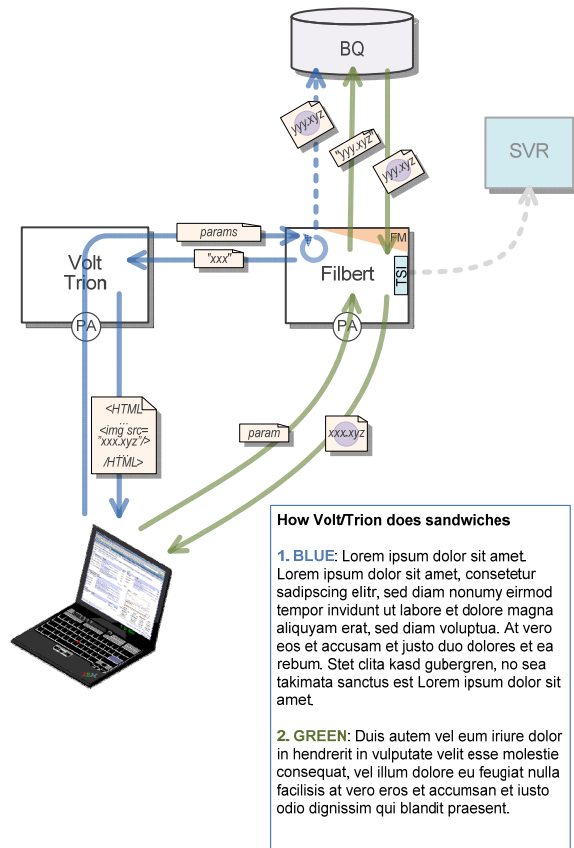 BQ
yyy.xyz
"yyy.xyz"
yyy.xyz
SVR
params
"xxx"
Volt
Trion
FM
Filbert
TSI
PA
PA
<HTML
...
<img src=
"xxx.xyz"/>
...
/HTML>
param
xxx.xyz
How Volt/Trion does sandwiches
1. BLUE: Lorem ipsum dolor sit amet.
Lorem ipsum dolor sit amet, consetetur
sadipscing elitr, sed diam nonumy eirmod
tempor invidunt ut labore et dolore magna
aliquyam erat, sed diam voluptua. At vero
eos et accusam et justo duo dolores et ea
rebum. Stet clita kasd gubergren, no sea
takimata sanctus est Lorem ipsum dolor sit
amet.
2. GREEN: Duis autem vel eum iriure dolor
in hendrerit in vulputate velit esse molestie
consequat, vel illum dolore eu feugiat nulla
facilisis at vero eros et accumsan et iusto
odio dignissim qui blandit praesent.